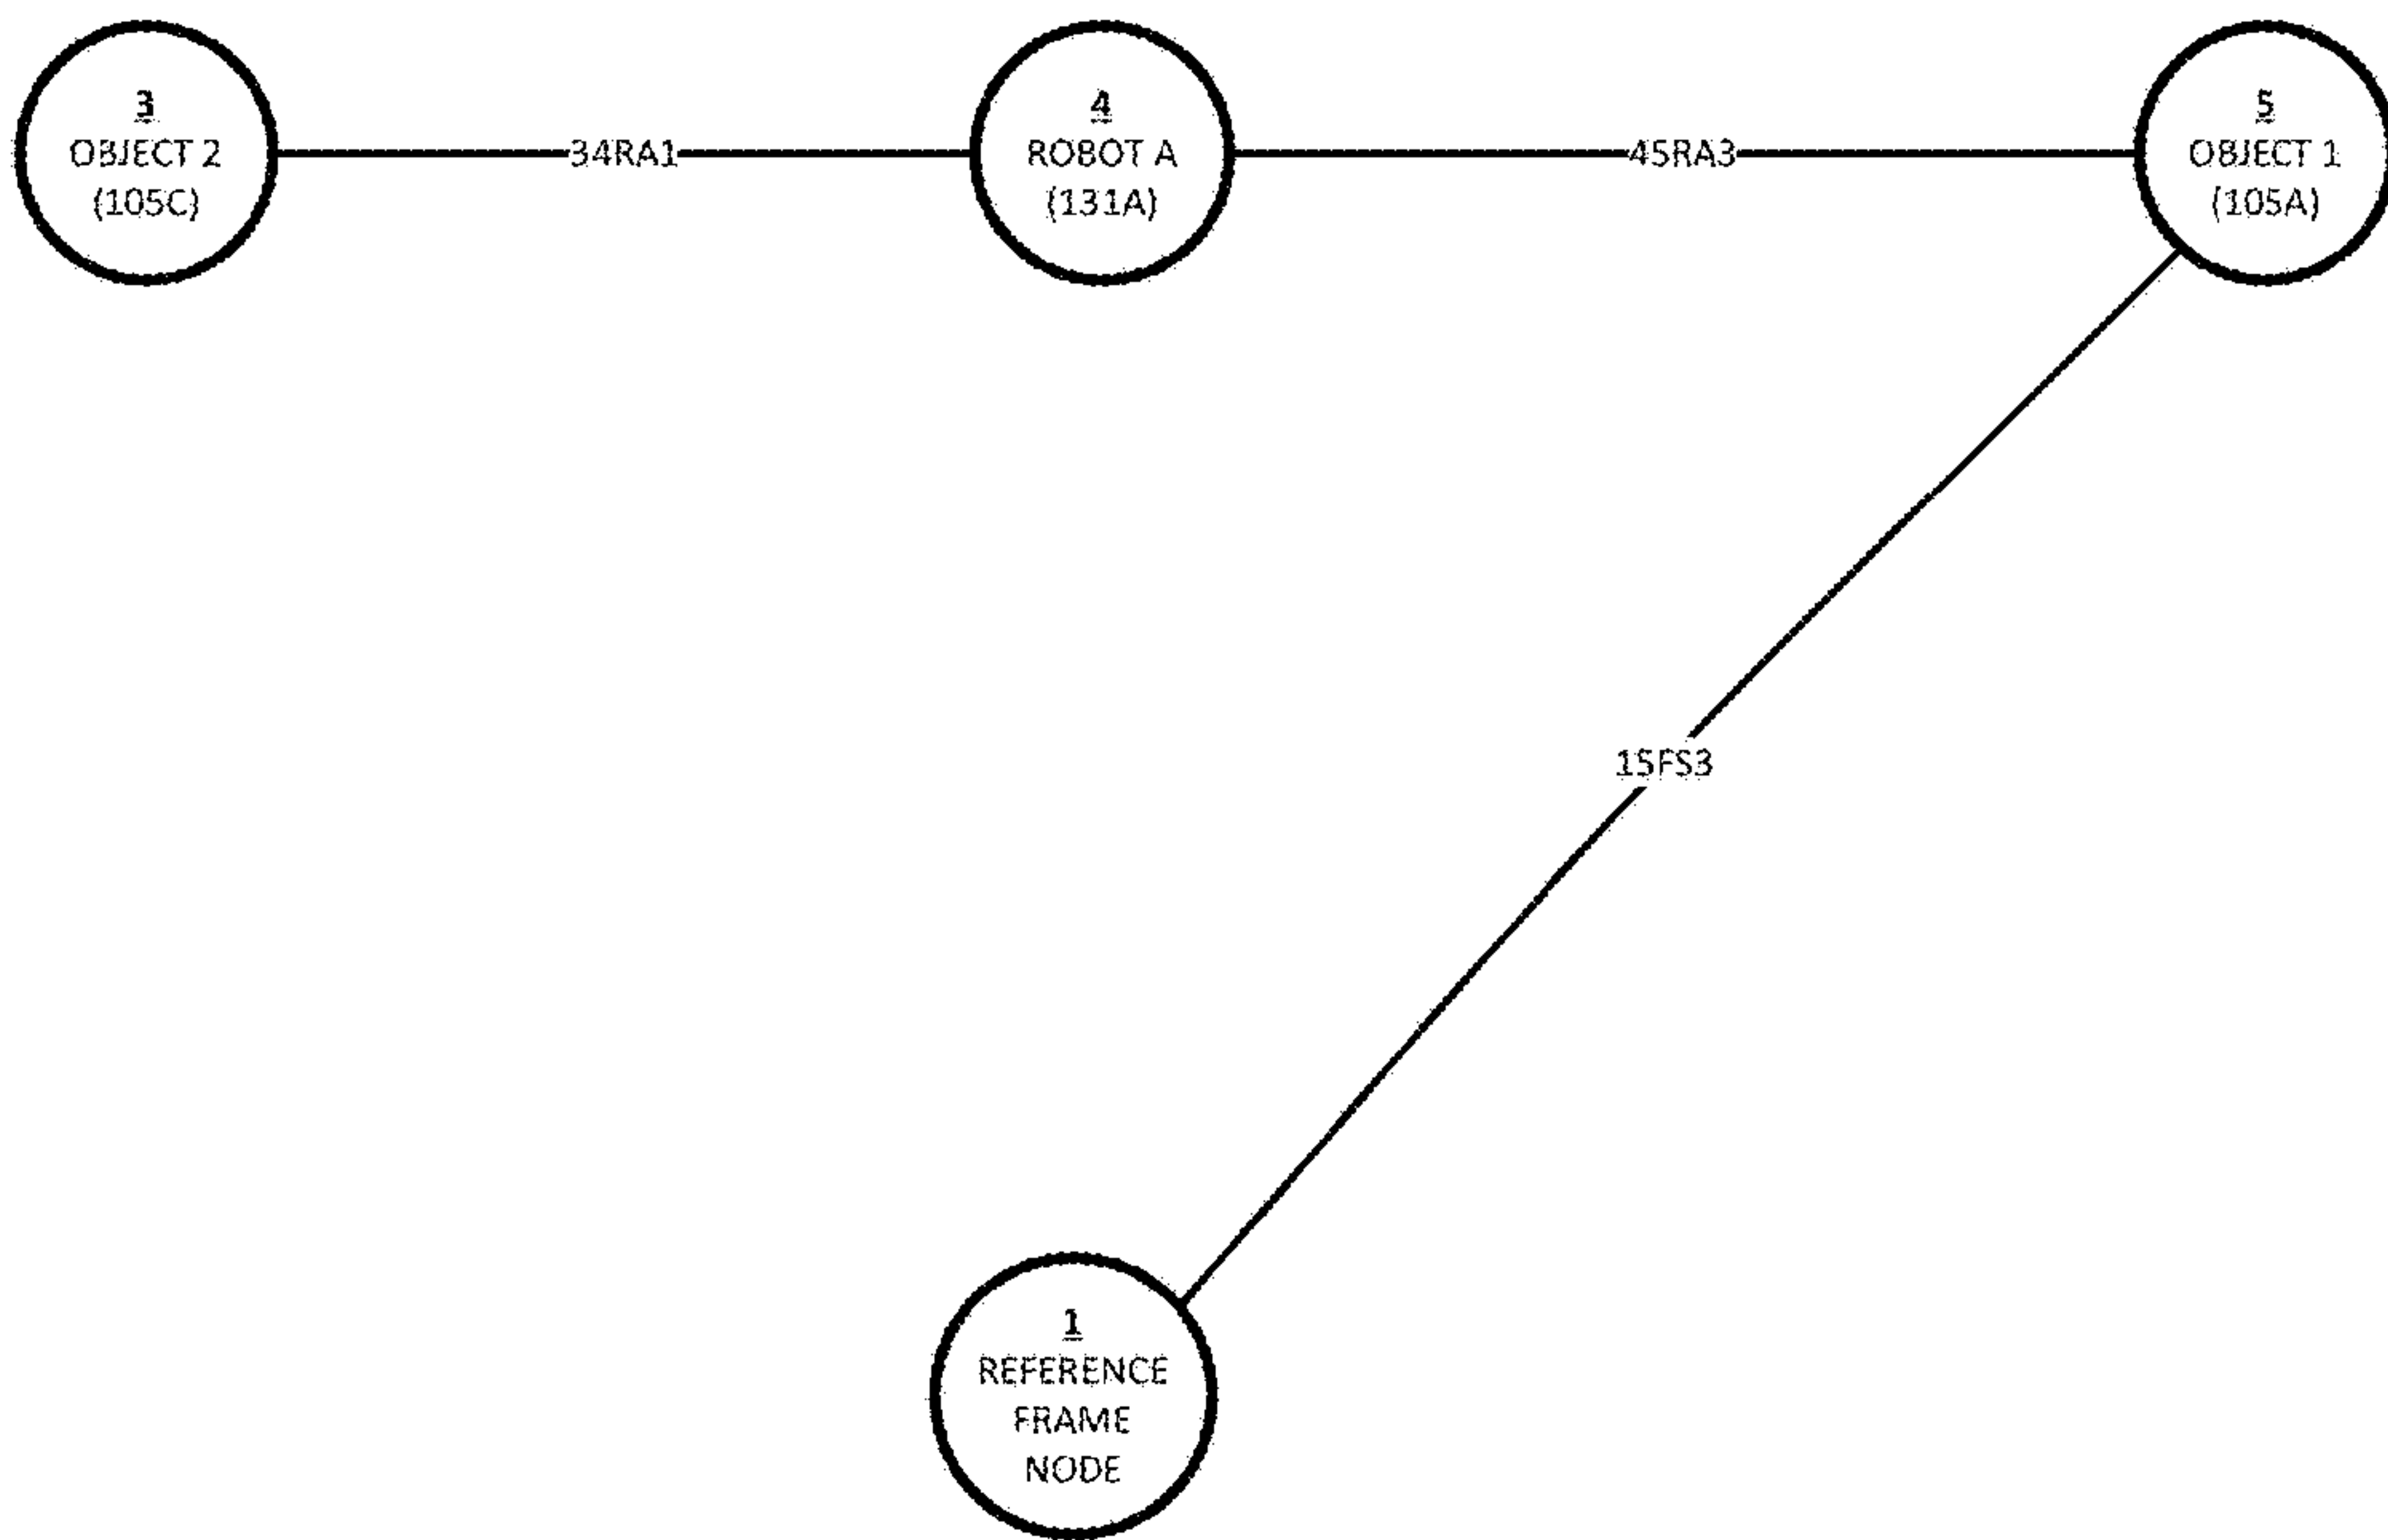 3
OBJECT 2
(105C)
34RA1
4
ROBOT A
(131A)
45RA3
5
OBJECT 1
(105A)
15FS3
1
REFERENCE
FRAME
NODE